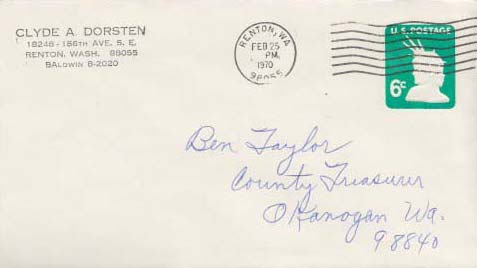 CLYDE A DORSTEN
18248 - 156TH AVE. S. E.
RENTON, WASH. 98055
BALDWIN 8-2020
RENTON, WA
FEB 25
PM
1970
98055
U.S. POSTAGE
6c
Ben Taylor
County Treasurer
Okanogan Wa.
98840